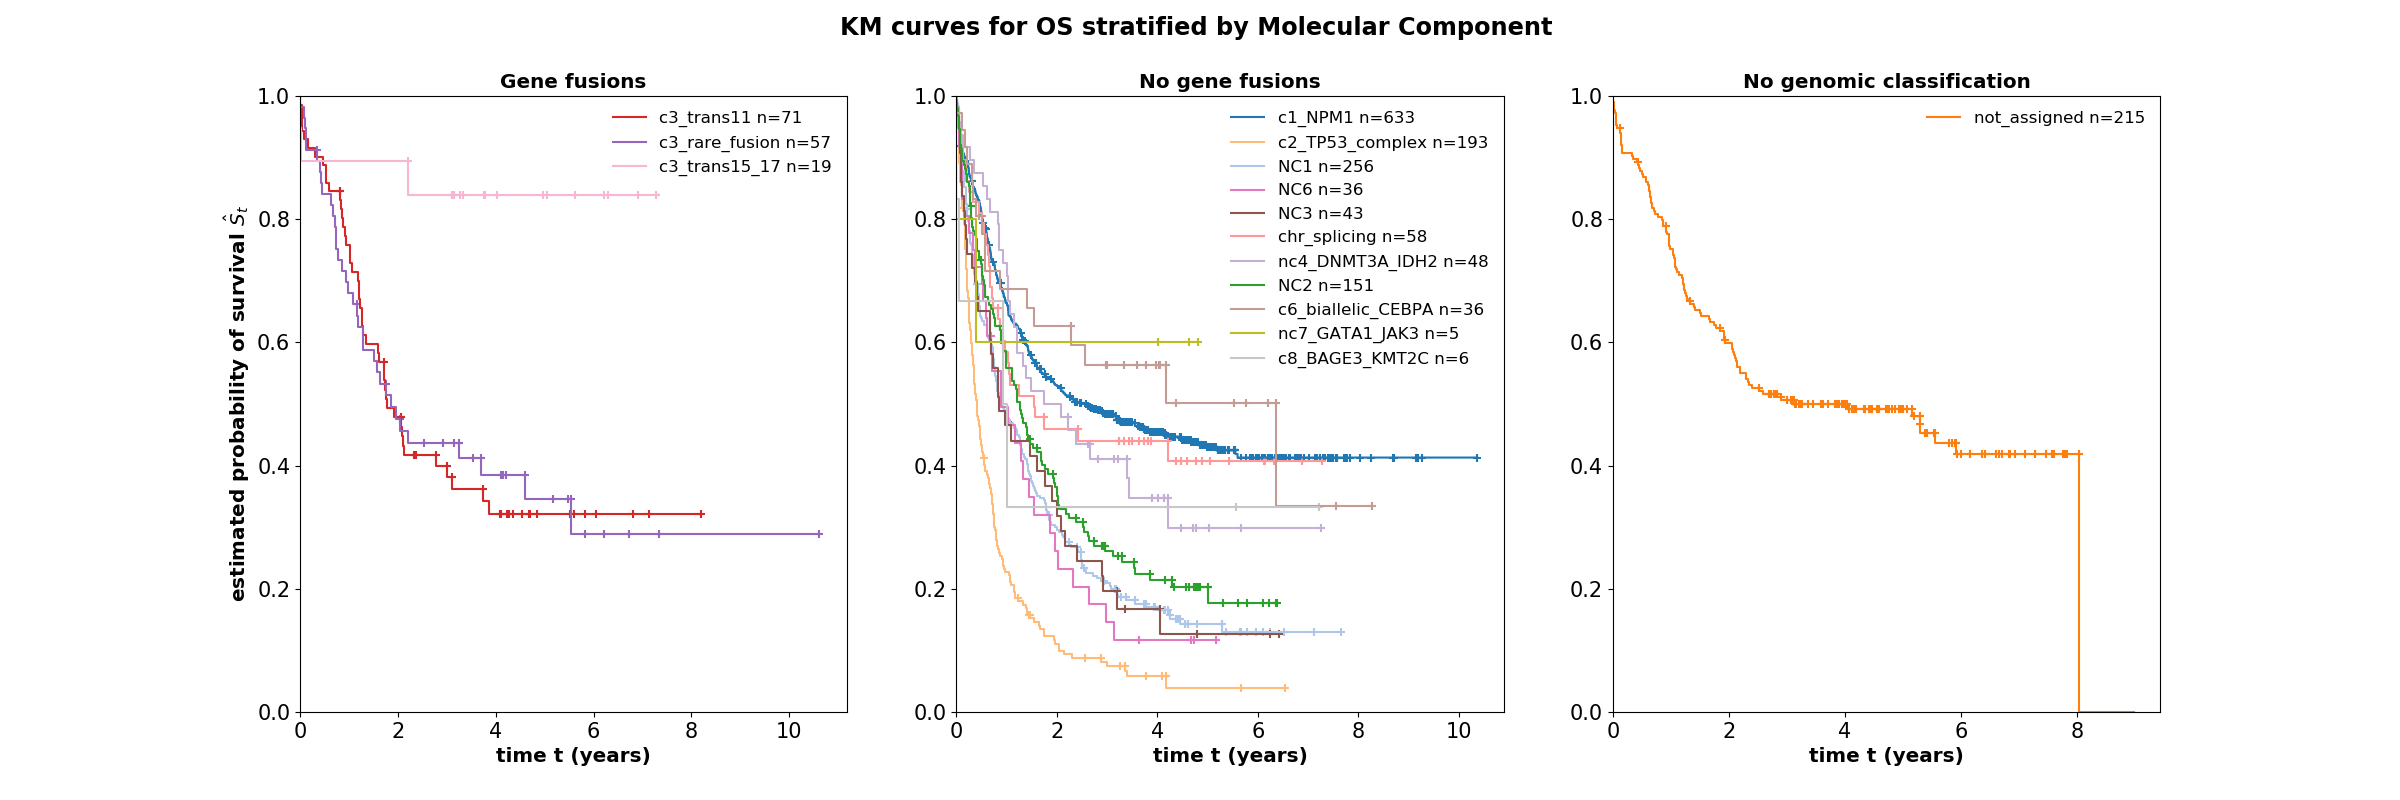 KM curves for OS stratified by Molecular Component
Gene fusions
estimated probability of survival Ŝt
1.0
0.8
0.6
0.4
0.2
0.0
0 2 4 6 8 10
time t (years)
c3_trans11 n=71
c3_rare_fusion n=57
c3_trans15_17 n=19
No gene fusions
1.0
0.8
0.6
0.4
0.2
0.0
0 2 4 6 8 10
time t (years)
c1_NPM1 n=633
c2_TP53_complex n=193
NC1 n=256
NC6 n=36
NC3 n=43
chr_splicing n=58
nc4_DNMT3A_IDH2 n=48
NC2 n=151
c6_biallelic_CEBPA n=36
nc7_GATA1_JAK3 n=5
c8_BAGE3_KMT2C n=6
No genomic classification
1.0
0.8
0.6
0.4
0.2
0.0
0 2 4 6 8
time t (years)
not_assigned n=215